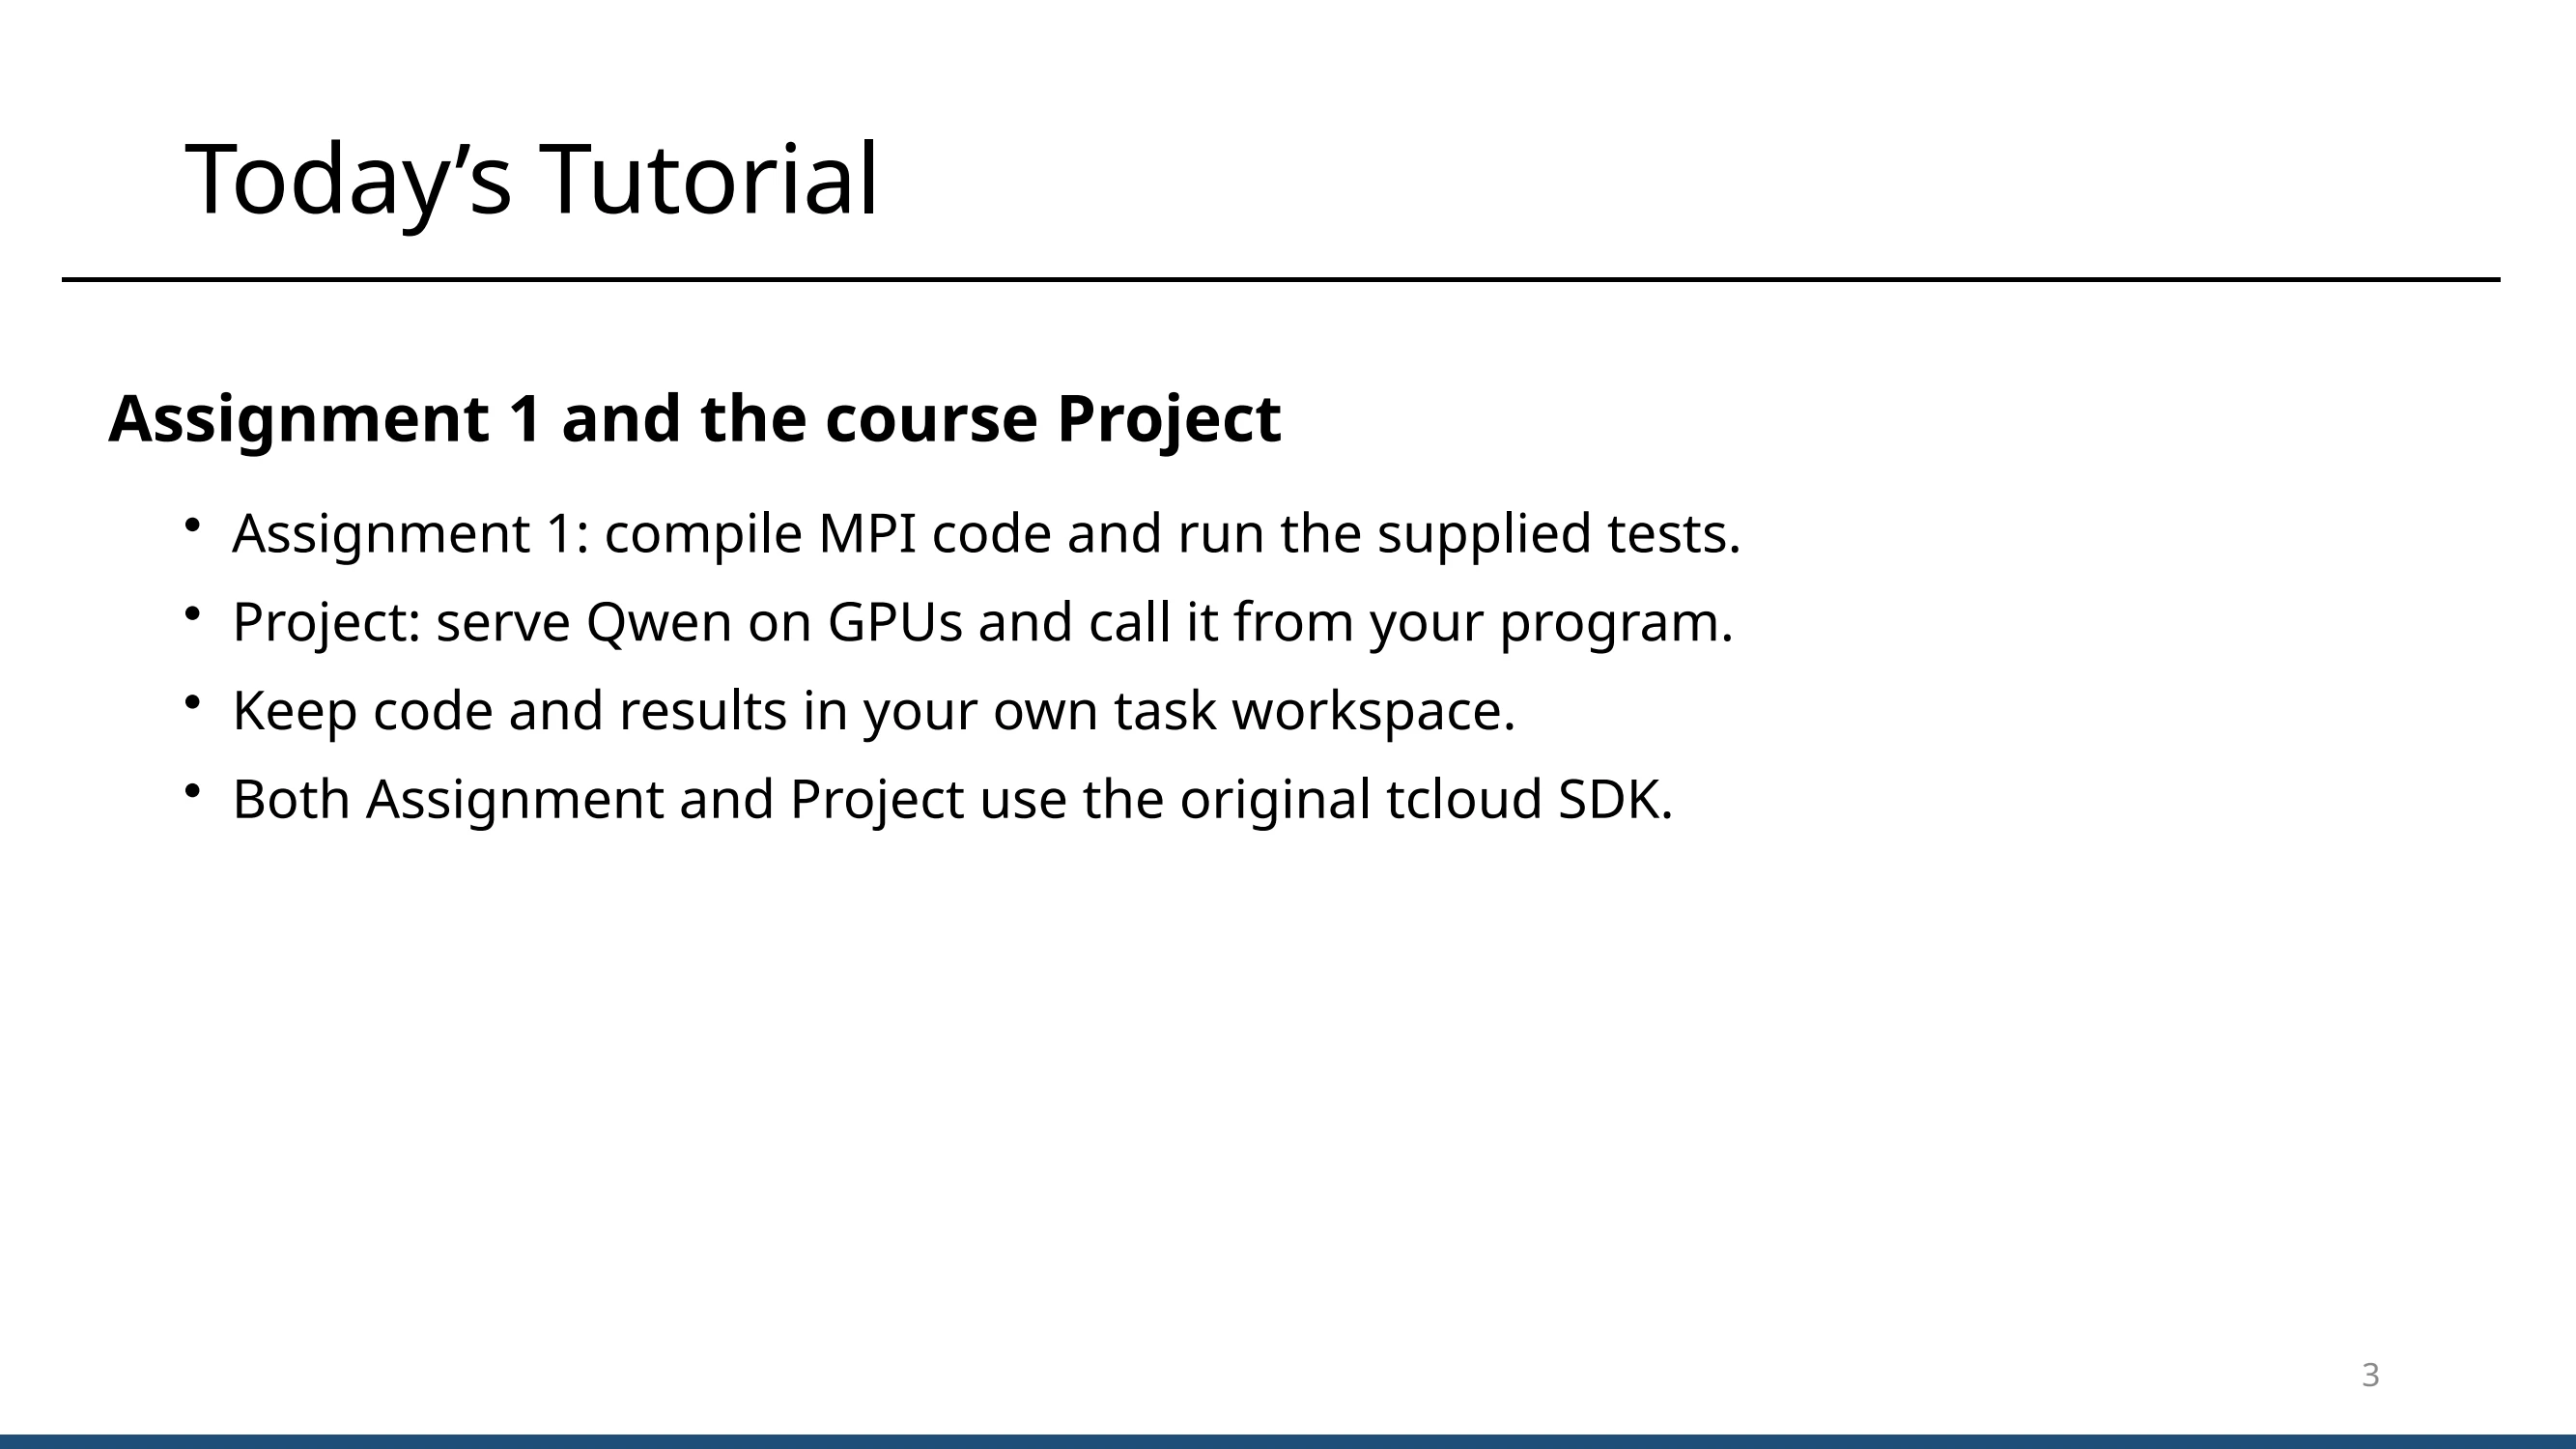 Today’s Tutorial
Assignment 1 and the course Project
• Assignment 1: compile MPI code and run the supplied tests.
• Project: serve Qwen on GPUs and call it from your program.
• Keep code and results in your own task workspace.
• Both Assignment and Project use the original tcloud SDK.
3